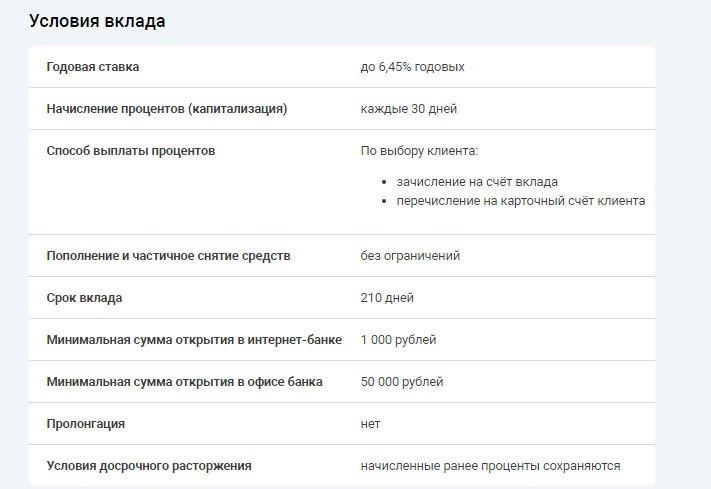 Условия вклада
Годовая ставка до 6,45% годовых
Начисление процентов (капитализация) каждые 30 дней
Способ выплаты процентов По выбору клиента:
• зачисление на счёт вклада
• перечисление на карточный счёт клиента
Пополнение и частичное снятие средств без ограничений
Срок вклада 210 дней
Минимальная сумма открытия в интернет-банке 1 000 рублей
Минимальная сумма открытия в офисе банка 50 000 рублей
Пролонгация нет
Условия досрочного расторжения начисленные ранее проценты сохраняются